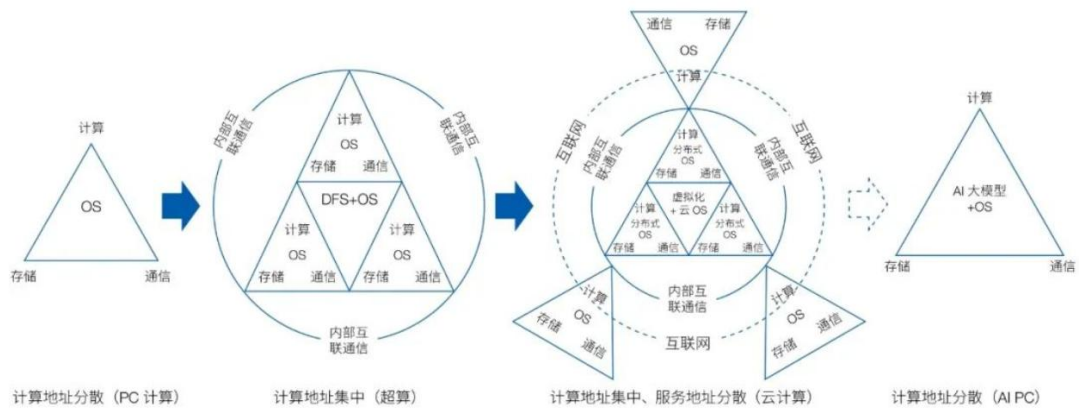 计算
OS
存储
通信
计算地址分散（PC 计算）
内部互
联通信
内部互
联通信
计算
OS
存储
通信
DFS+OS
计算
OS
存储
通信
计算
OS
存储
通信
内部互
联通信
计算地址集中（超算）
通信
存储
OS
计算
互联网
互联网
内部互
联通信
内部互
联通信
计算
分布式
OS
存储
通信
虚拟化
+ 云 OS
计算
分布式
OS
存储
通信
计算
分布式
OS
存储
通信
内部互
联通信
计算
OS
存储
通信
互联网
计算
OS
通信
存储
计算地址集中、服务地址分散（云计算）
计算
AI 大模型
+OS
存储
通信
计算地址分散（AI PC）